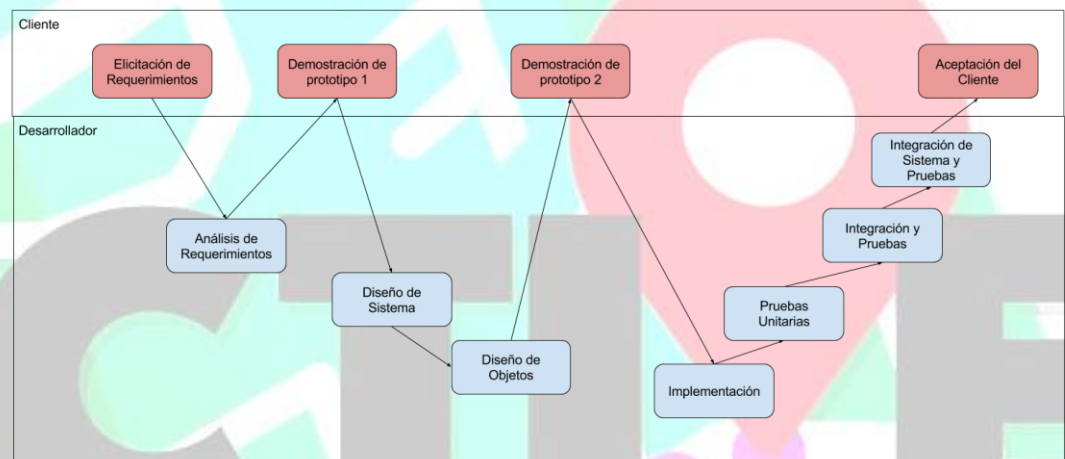 Cliente
Elicitación de
Requerimientos
Demostración de
prototipo 1
Demostración de
prototipo 2
Aceptación del
Cliente
Desarrollador
Integración de
Sistema y
Pruebas
Análisis de
Requerimientos
Integración y
Pruebas
Diseño de
Sistema
Pruebas
Unitarias
Diseño de
Objetos
Implementación